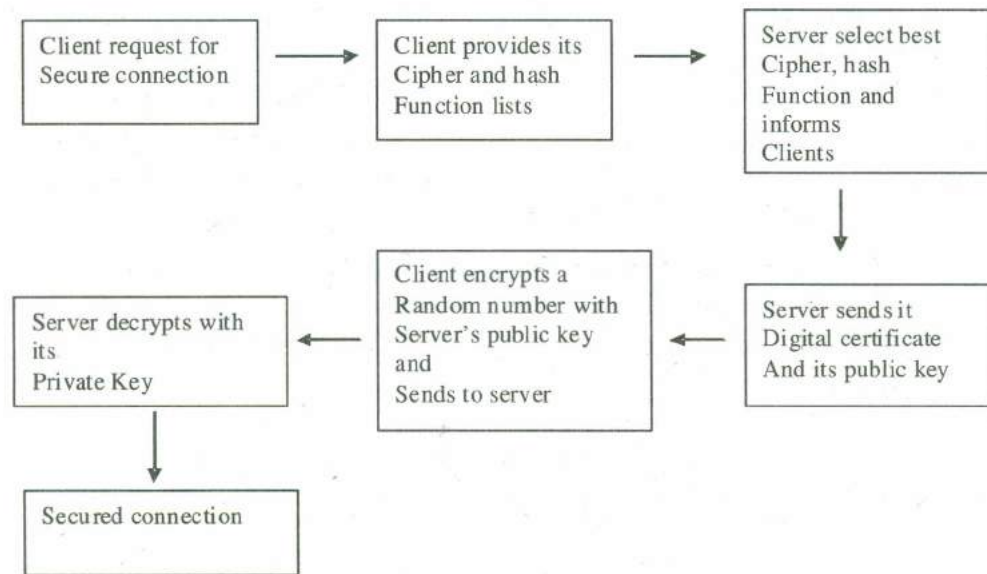 Client request for
Secure connection
Client provides its
Cipher and hash
Function lists
Server select best
Cipher, hash
Function and
informs
Clients
Server sends it
Digital certificate
And its public key
Client encrypts a
Random number with
Server's public key
and
Sends to server
Server decrypts with
its
Private Key
Secured connection